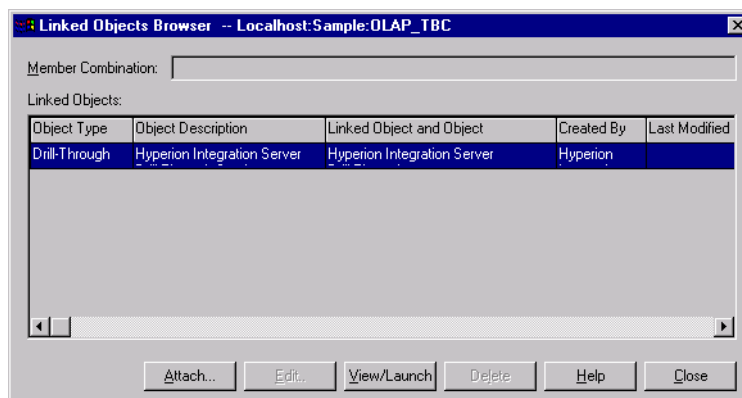 Linked Objects Browser -- Localhost:Sample:OLAP_TBC
Member Combination:
Linked Objects:
Object Type Object Description Linked Object and Object Created By Last Modified
Drill-Through Hyperion Integration Server Hyperion Integration Server Hyperion
Attach... Edit.. View/Launch Delete Help Close